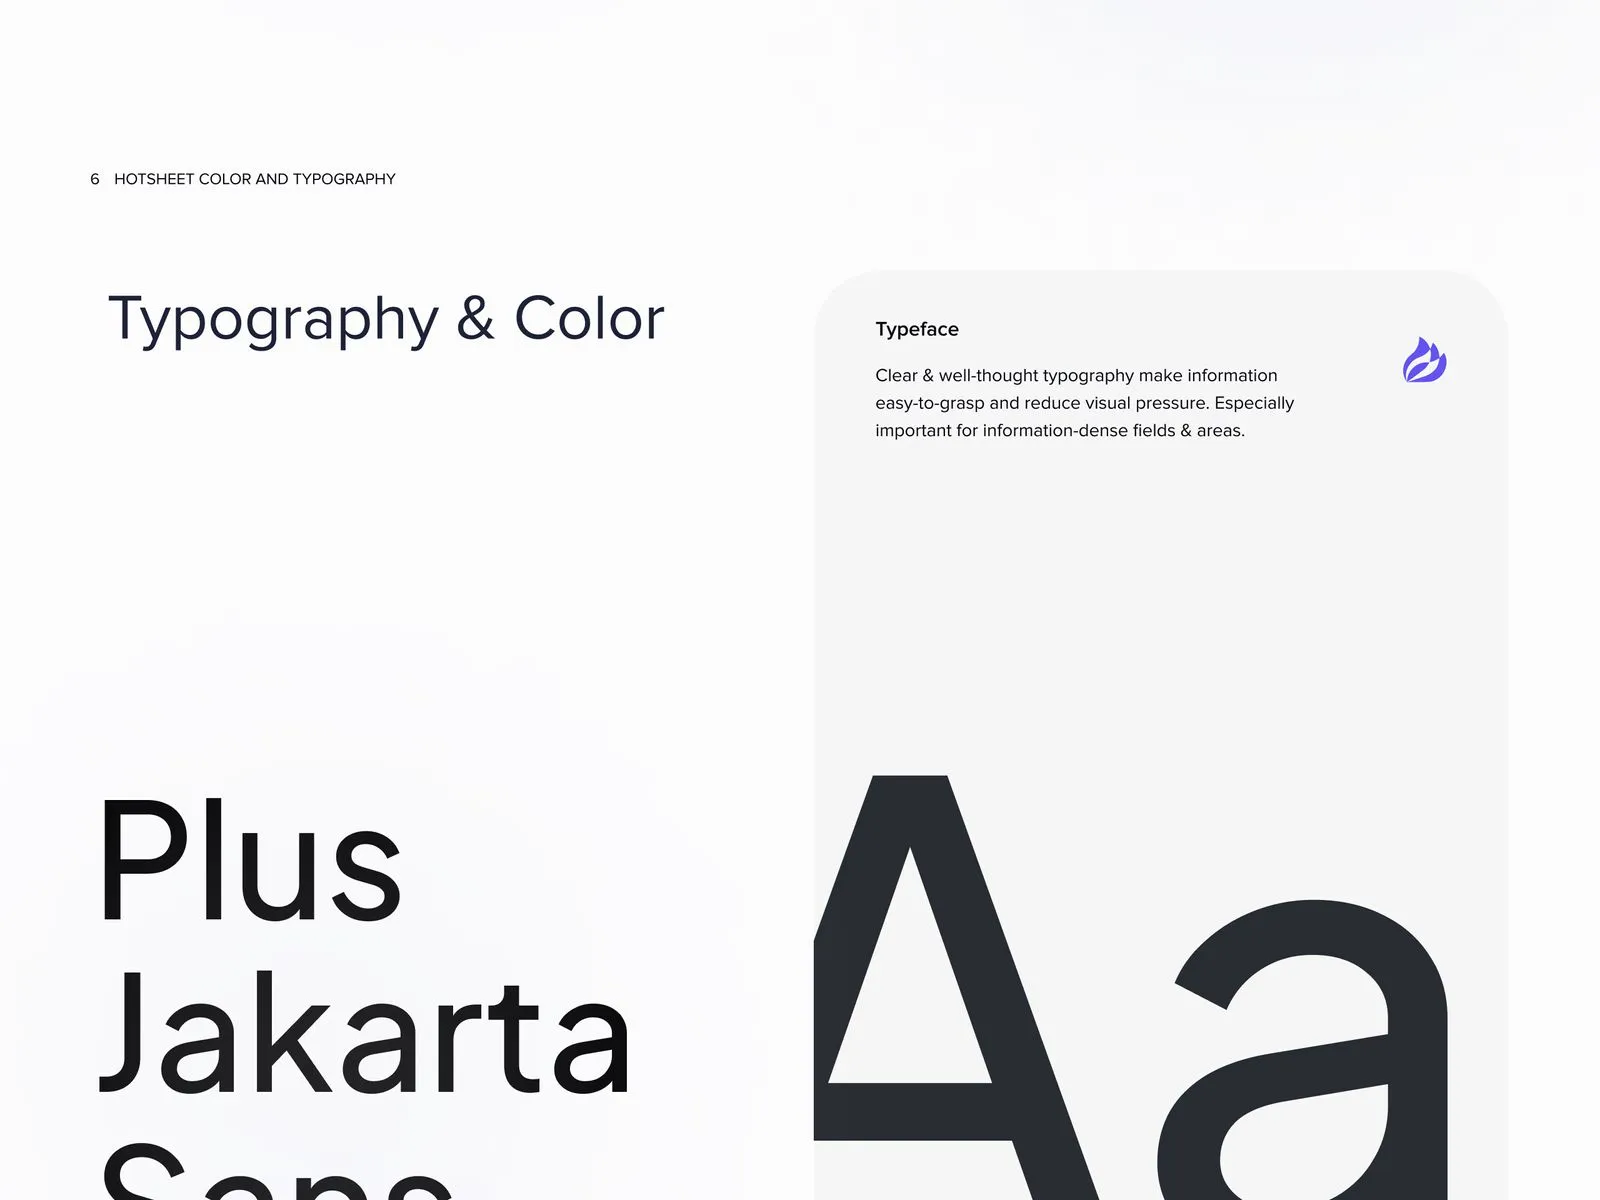 6 HOTSHEET COLOR AND TYPOGRAPHY
Typography & Color
Typeface
Clear & well-thought typography make information
easy-to-grasp and reduce visual pressure. Especially
important for information-dense fields & areas.
Plus
Jakarta
Sans
Aa